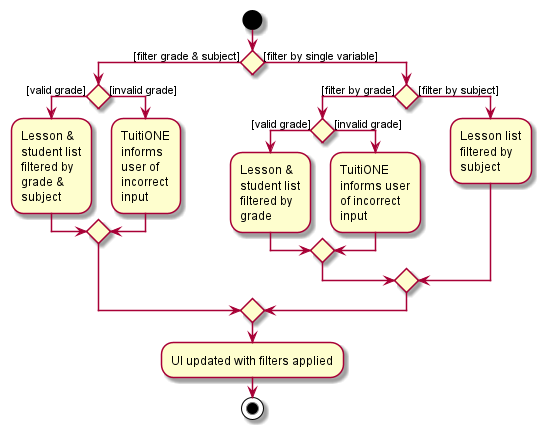 [filter grade & subject]
[filter by single variable]
[valid grade]
[invalid grade]
[filter by grade]
[filter by subject]
Lesson &
student list
filtered by
grade &
subject
TuitiONE
informs
user of
incorrect
input
[valid grade]
[invalid grade]
Lesson &
student list
filtered by
grade
TuitiONE
informs user
of incorrect
input
Lesson list
filtered by
subject
UI updated with filters applied